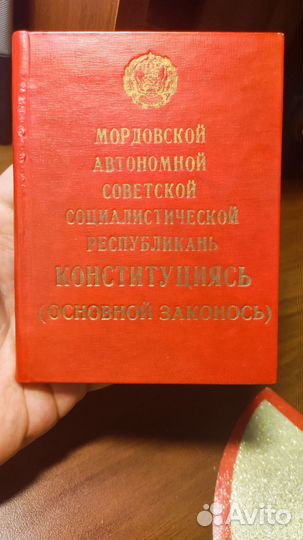 МОРДОВСКОЙ
АВТОНОМНОЙ
СОВЕТСКОЙ
СОЦИАЛИСТИЧЕСКОЙ
РЕСПУБЛИКАНЬ
КОНСТИТУЦИЯСЬ
(ОСНОВНОЙ ЗАКОНОСЬ)
Avito